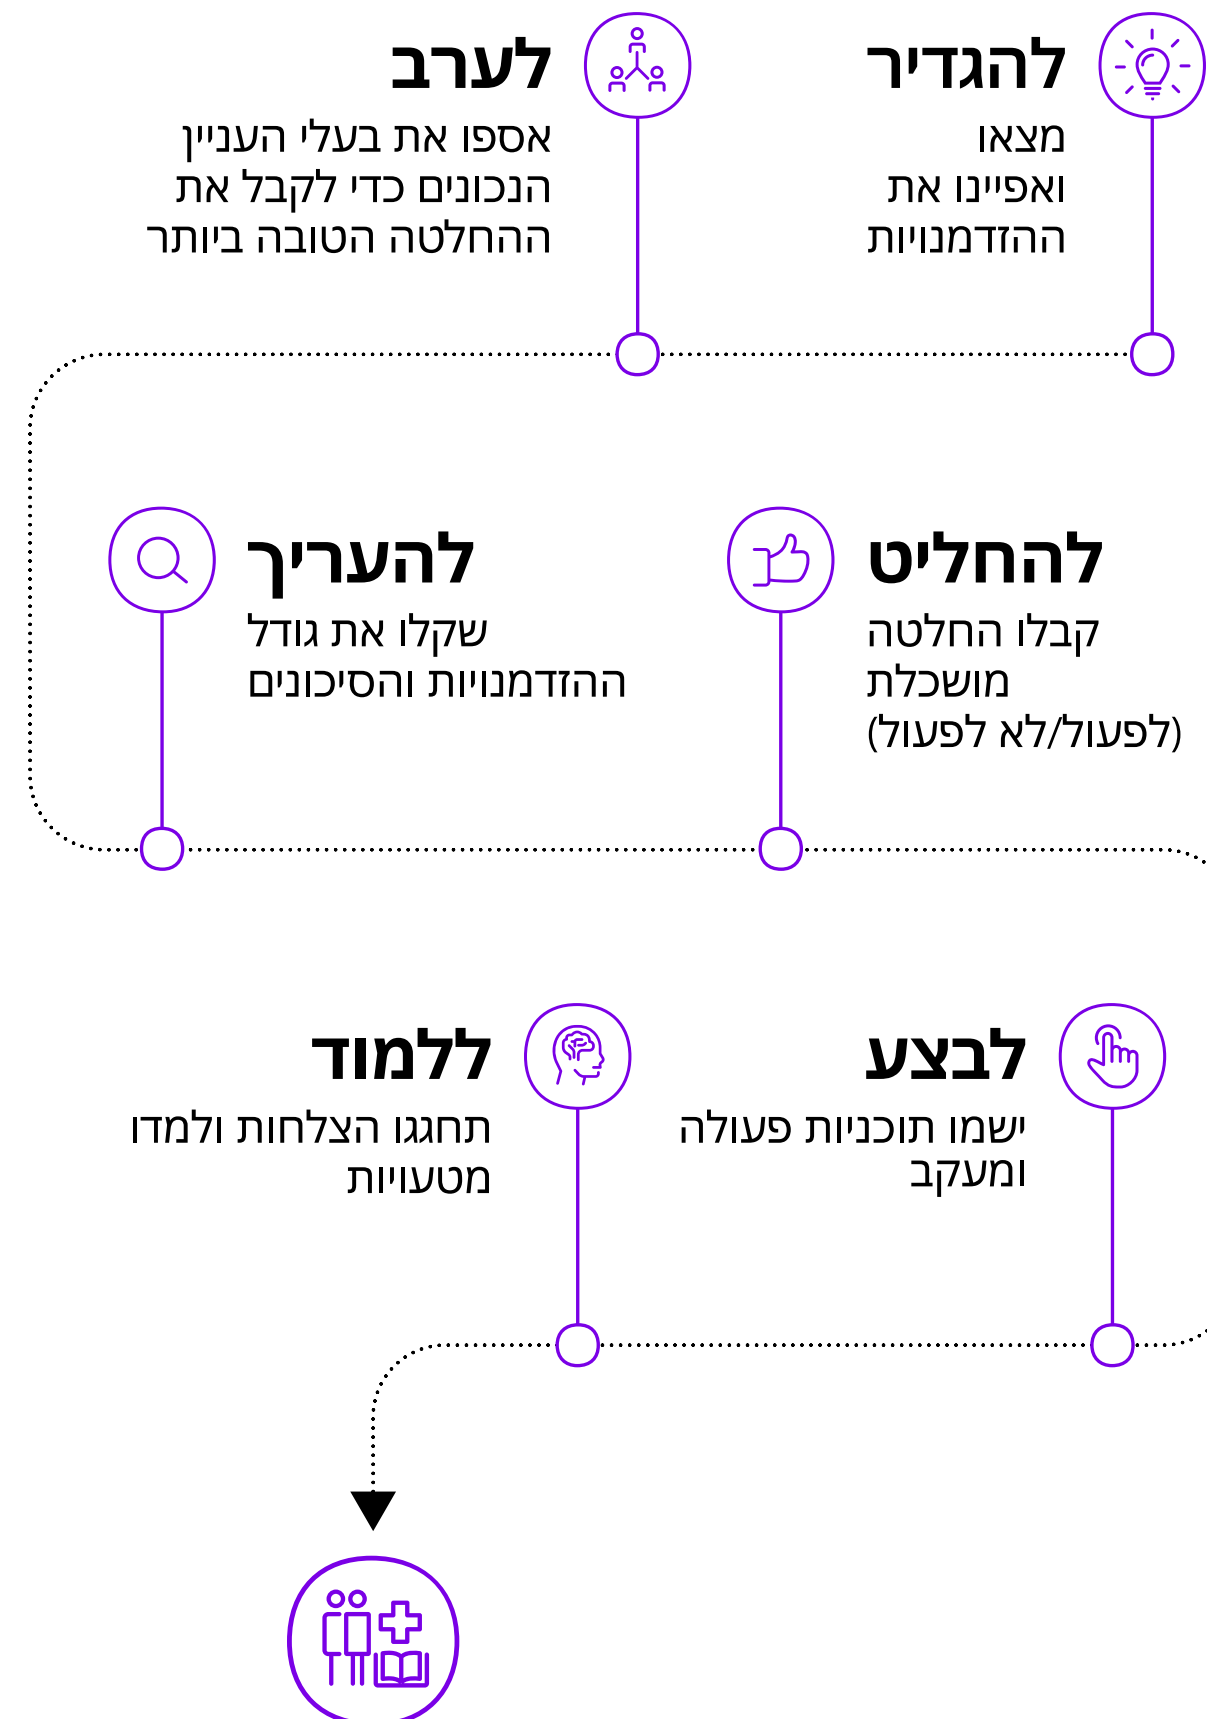 להגדיר
מצאו
ואפיינו את
ההזדמנויות
לערב
אספו את בעלי העניין
הנכונים כדי לקבל את
ההחלטה הטובה ביותר
להעריך
שקלו את גודל
ההזדמנויות והסיכונים
להחליט
קבלו החלטה
מושכלת
(לפעול/לא לפעול)
לבצע
ישמו תוכניות פעולה
ומעקב
ללמוד
תחגגו הצלחות ולמדו
מטעויות